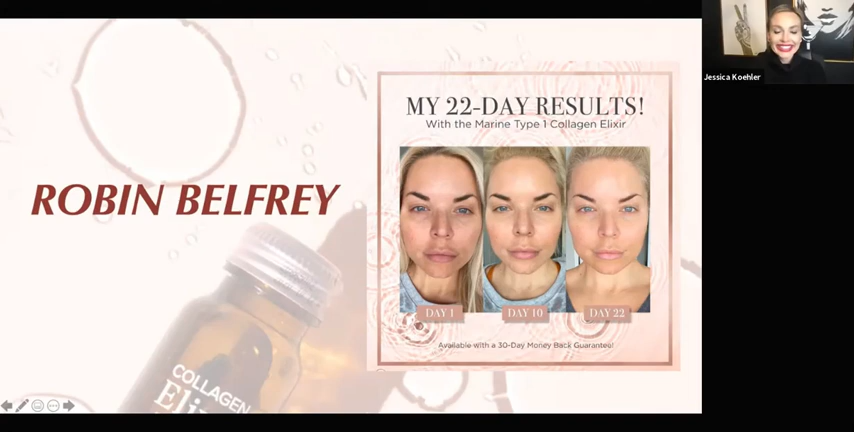 Jessica Koehler
ROBIN BELFREY
MY 22-DAY RESULTS!
With the Marine Type 1 Collagen Elixir
DAY 1
DAY 10
DAY 22
Available with a 30-Day Money Back Guarantee!
COLLAGEN
Elixir